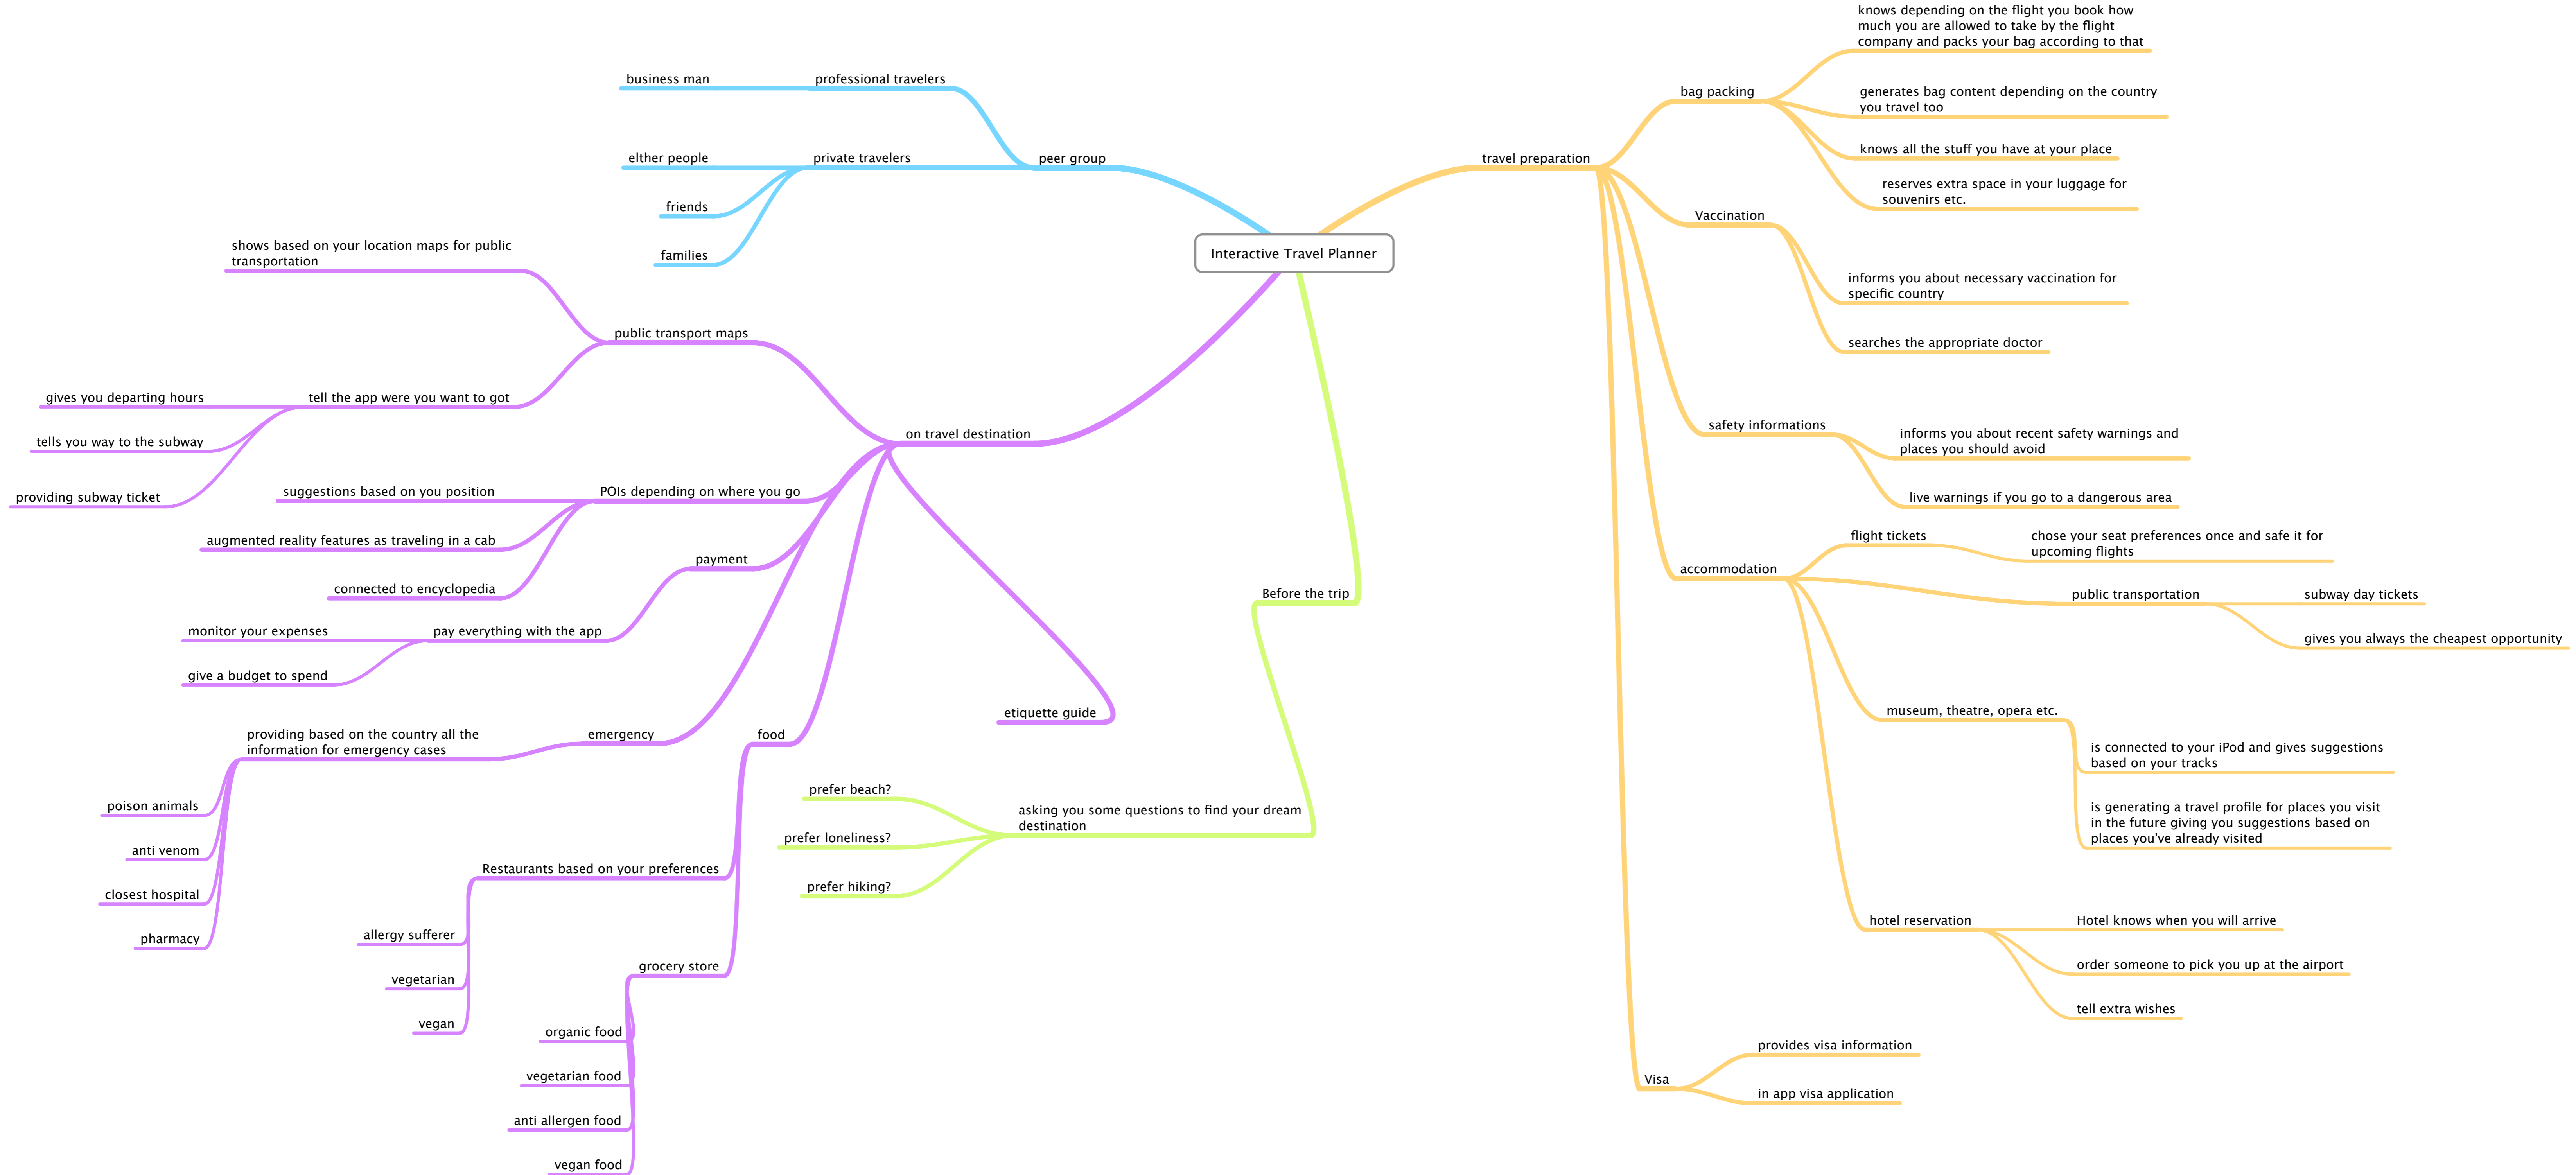 Interactive Travel Planner
peer group
professional travelers
business man
private travelers
elther people
friends
families
on travel destination
public transport maps
shows based on your location maps for public
transportation
tell the app were you want to got
gives you departing hours
tells you way to the subway
providing subway ticket
POIs depending on where you go
suggestions based on you position
augmented reality features as traveling in a cab
connected to encyclopedia
payment
pay everything with the app
monitor your expenses
give a budget to spend
emergency
providing based on the country all the
information for emergency cases
poison animals
anti venom
closest hospital
pharmacy
food
Restaurants based on your preferences
allergy sufferer
vegetarian
vegan
grocery store
organic food
vegetarian food
anti allergen food
vegan food
etiquette guide
Before the trip
asking you some questions to find your dream
destination
prefer beach?
prefer loneliness?
prefer hiking?
travel preparation
bag packing
knows depending on the flight you book how
much you are allowed to take by the flight
company and packs your bag according to that
generates bag content depending on the country
you travel too
knows all the stuff you have at your place
reserves extra space in your luggage for
souvenirs etc.
Vaccination
informs you about necessary vaccination for
specific country
searches the appropriate doctor
safety informations
informs you about recent safety warnings and
places you should avoid
live warnings if you go to a dangerous area
accommodation
flight tickets
chose your seat preferences once and safe it for
upcoming flights
public transportation
subway day tickets
gives you always the cheapest opportunity
museum, theatre, opera etc.
is connected to your iPod and gives suggestions
based on your tracks
is generating a travel profile for places you visit
in the future giving you suggestions based on
places you've already visited
hotel reservation
Hotel knows when you will arrive
order someone to pick you up at the airport
tell extra wishes
Visa
provides visa information
in app visa application